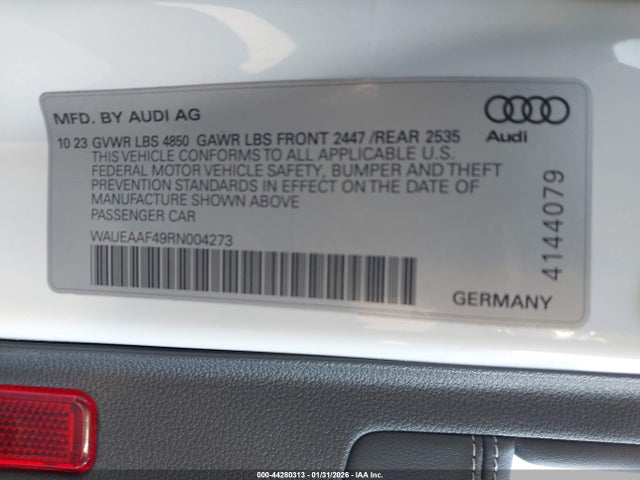 MFD. BY AUDI AG
10 23 GVWR LBS 4850 GAWR LBS FRONT 2447 /REAR 2535
THIS VEHICLE CONFORMS TO ALL APPLICABLE U.S.
FEDERAL MOTOR VEHICLE SAFETY, BUMPER AND THEFT
PREVENTION STANDARDS IN EFFECT ON THE DATE OF
MANUFACTURE SHOWN ABOVE
PASSENGER CAR
WAUEAAF49RN004273
Audi
4144079
GERMANY
000-44280313 - 01/31/2026 - IAA Inc.